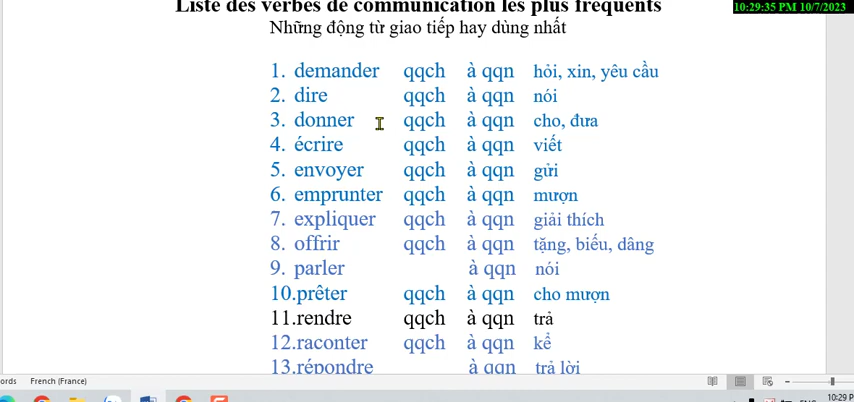 10:29:35 PM 10/7/2023
Liste des verbes de communication les plus fréquents
Những động từ giao tiếp hay dùng nhất
1. demander qqch à qqn hỏi, xin, yêu cầu
2. dire qqch à qqn nói
3. donner qqch à qqn cho, đưa
4. écrire qqch à qqn viết
5. envoyer qqch à qqn gửi
6. emprunter qqch à qqn mượn
7. expliquer qqch à qqn giải thích
8. offrir qqch à qqn tặng, biếu, dâng
9. parler à qqn nói
10.prêter qqch à qqn cho mượn
11.rendre qqch à qqn trả
12.raconter qqch à qqn kể
13.répondre à qqn trả lời
ords French (France)
ENG 10:29 PM